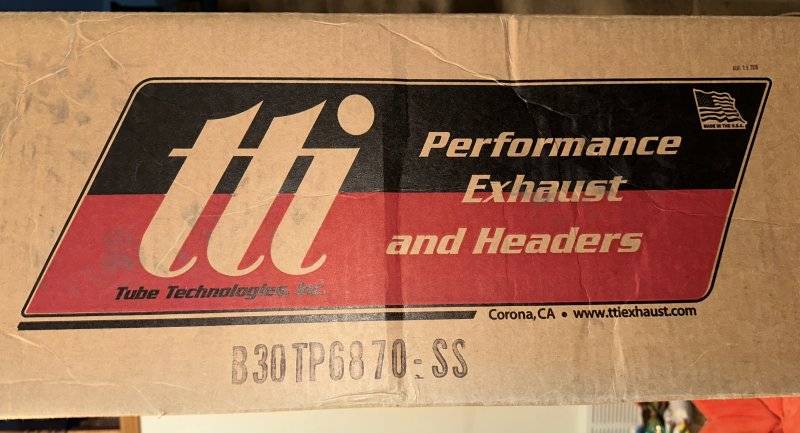 MADE IN THE U.S.A.
tti
Performance
Exhaust
and Headers
Tube Technologies, Inc.
Corona, CA • www.ttiexhaust.com
B30TP6870-SS